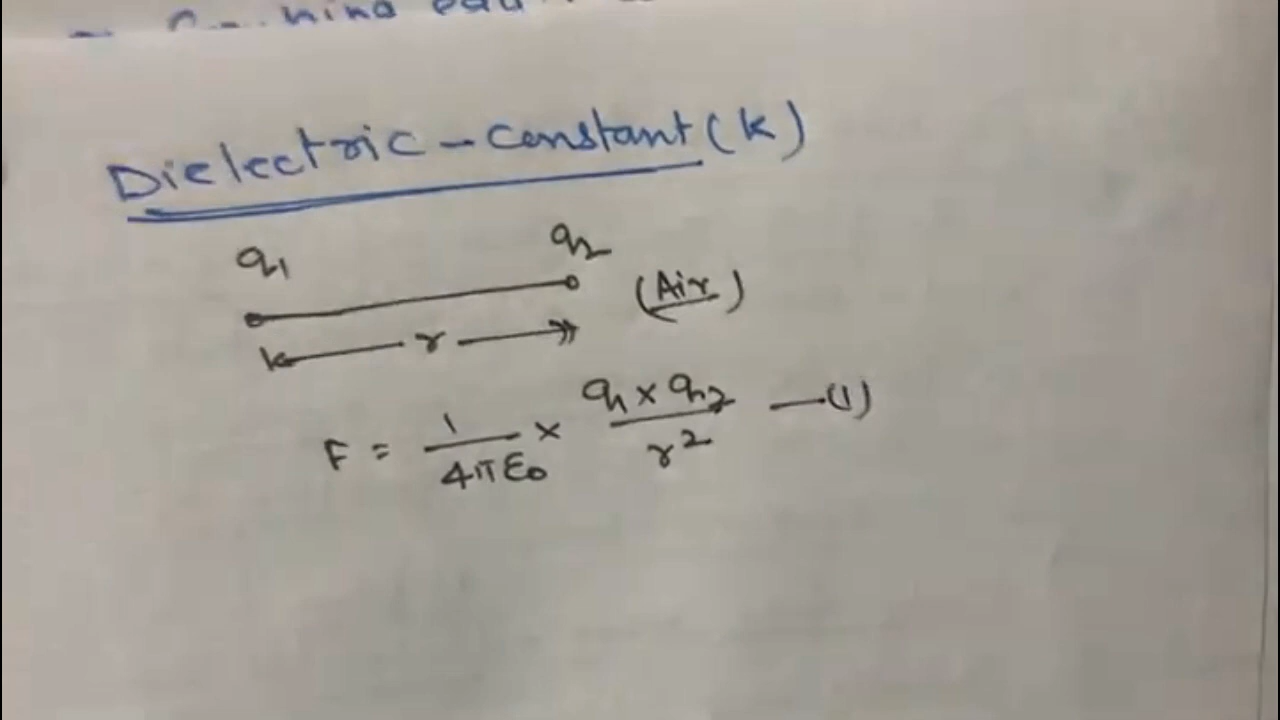 Dielectric - Constant (K)
q1 q2
(Air)
r
F = 1/4πε0 × q1 × q2/r² —(1)